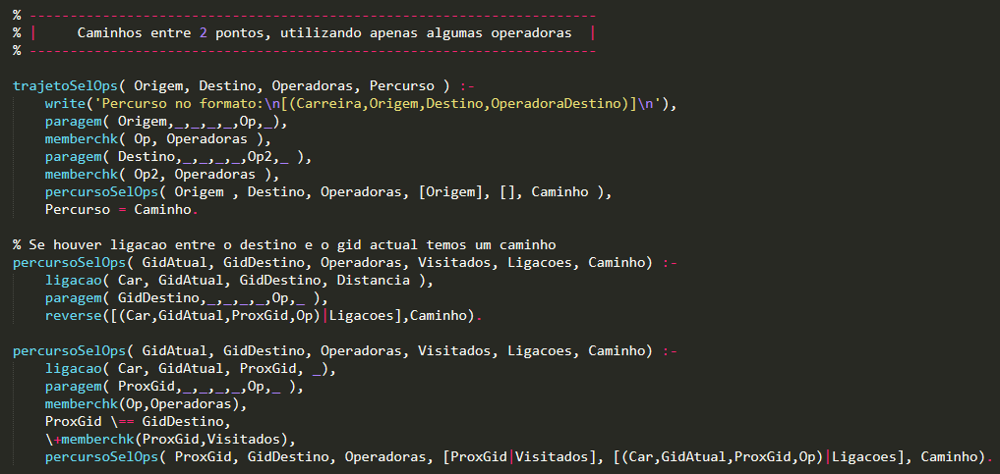 % ----------------------------------------------------------------------
% |     Caminhos entre 2 pontos, utilizando apenas algumas operadoras  |
% ----------------------------------------------------------------------
trajetoSelOps( Origem, Destino, Operadoras, Percurso ) :-
    write('Percurso no formato:\n[(Carreira,Origem,Destino,OperadoraDestino)]\n'),
    paragem( Origem,_,_,_,_,Op,_),
    memberchk( Op, Operadoras ),
    paragem( Destino,_,_,_,_,Op2,_ ),
    memberchk( Op2, Operadoras ),
    percursoSelOps( Origem , Destino, Operadoras, [Origem], [], Caminho ),
    Percurso = Caminho.
% Se houver ligacao entre o destino e o gid actual temos um caminho
percursoSelOps( GidAtual, GidDestino, Operadoras, Visitados, Ligacoes, Caminho) :-
    ligacao( Car, GidAtual, GidDestino, Distancia ),
    paragem( GidDestino,_,_,_,_,Op,_ ),
    reverse([(Car,GidAtual,ProxGid,Op)|Ligacoes],Caminho).
percursoSelOps( GidAtual, GidDestino, Operadoras, Visitados, Ligacoes, Caminho) :-
    ligacao( Car, GidAtual, ProxGid, _),
    paragem( ProxGid,_,_,_,_,Op,_ ),
    memberchk(Op,Operadoras),
    ProxGid \== GidDestino,
    \+memberchk(ProxGid,Visitados),
    percursoSelOps( ProxGid, GidDestino, Operadoras, [ProxGid|Visitados], [(Car,GidAtual,ProxGid,Op)|Ligacoes], Caminho).